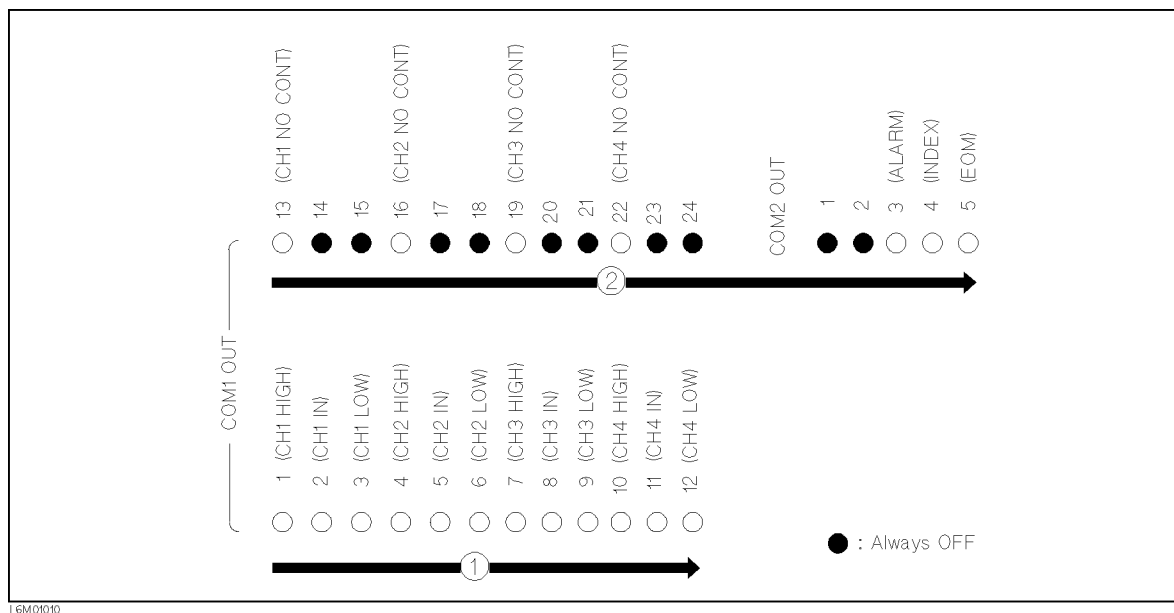 COM1 OUT
13 (CH1 NO CONT)
14
15
16 (CH2 NO CONT)
17
18
19 (CH3 NO CONT)
20
21
22 (CH4 NO CONT)
23
24
COM2 OUT
1
2
3 (ALARM)
4 (INDEX)
5 (EOM)
2
1 (CH1 HIGH)
2 (CH1 IN)
3 (CH1 LOW)
4 (CH2 HIGH)
5 (CH2 IN)
6 (CH2 LOW)
7 (CH3 HIGH)
8 (CH3 IN)
9 (CH3 LOW)
10 (CH4 HIGH)
11 (CH4 IN)
12 (CH4 LOW)
1
: Always OFF
L6M01010